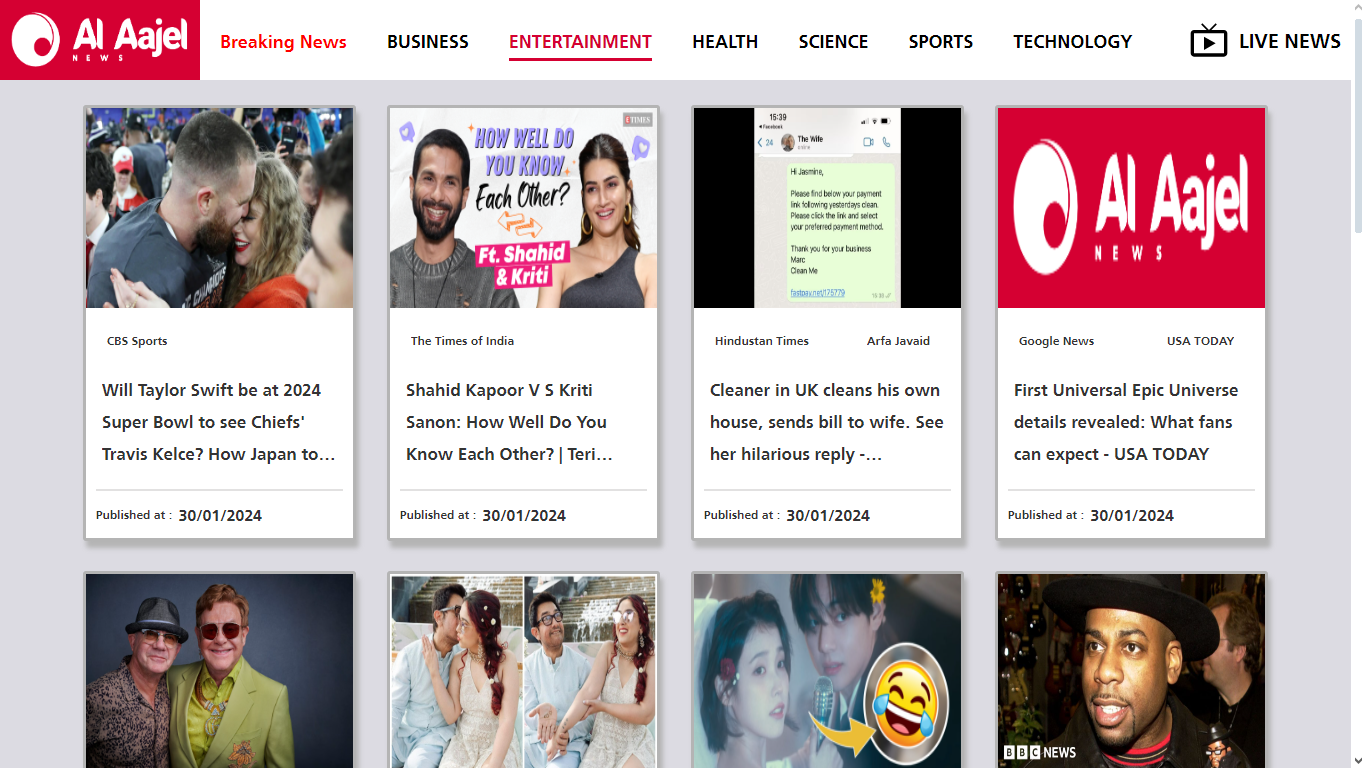 Al Aajel
NEWS
Breaking News
BUSINESS
ENTERTAINMENT
HEALTH
SCIENCE
SPORTS
TECHNOLOGY
LIVE NEWS
ETIMES
HOW WELL DO
YOU KNOW
Each Other?
Ft. Shahid
& Kriti
15:39
Facebook
24
The Wife
Hi Jasmine,
Please find below your payment
link following yesterdays clean.
Please click the link and select
your preferred payment method.
Thank you for your business
Marc
Clean Me
fastpay.net/175779
15:35
Al Aajel
NEWS
CBS Sports
Will Taylor Swift be at 2024
Super Bowl to see Chiefs'
Travis Kelce? How Japan to...
Published at : 30/01/2024
The Times of India
Shahid Kapoor V S Kriti
Sanon: How Well Do You
Know Each Other? | Teri...
Published at : 30/01/2024
Hindustan Times Arfa Javaid
Cleaner in UK cleans his own
house, sends bill to wife. See
her hilarious reply -...
Published at : 30/01/2024
Google News USA TODAY
First Universal Epic Universe
details revealed: What fans
can expect - USA TODAY
Published at : 30/01/2024
BBC NEWS